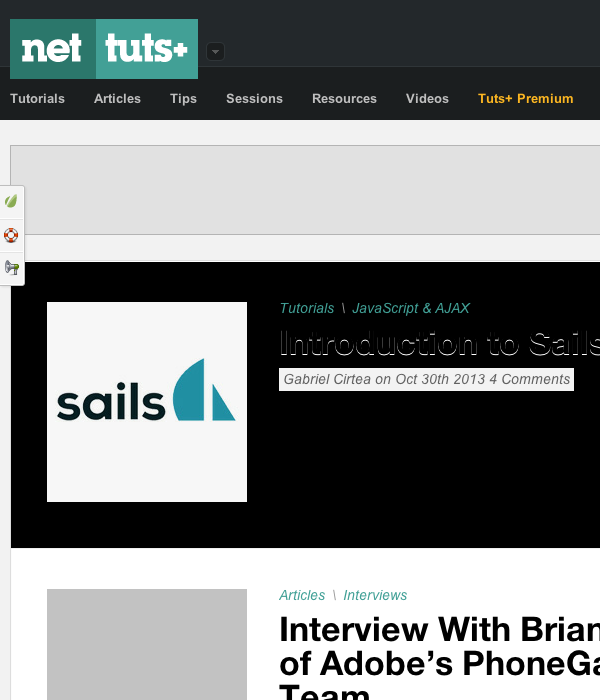 net tuts+
Tutorials Articles Tips Sessions Resources Videos Tuts+ Premium
Tutorials \ JavaScript & AJAX
Introduction to Sails
Gabriel Cirtea on Oct 30th 2013 4 Comments
sails
Articles \ Interviews
Interview With Brian
of Adobe’s PhoneGa
Team